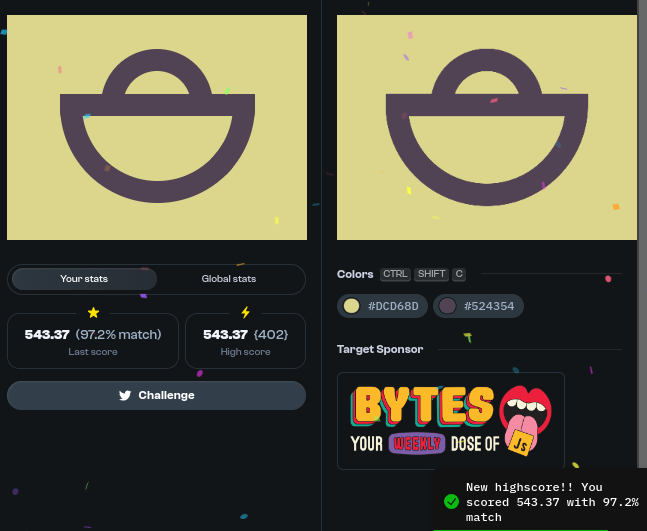 Your stats
Global stats
543.37 (97.2% match)
Last score
543.37 {402}
High score
Challenge
Colors CTRL SHIFT C
#DCD68D
#524354
Target Sponsor
BYTES
YOUR WEEKLY DOSE OF JS
New highscore!! You
scored 543.37 with 97.2%
match